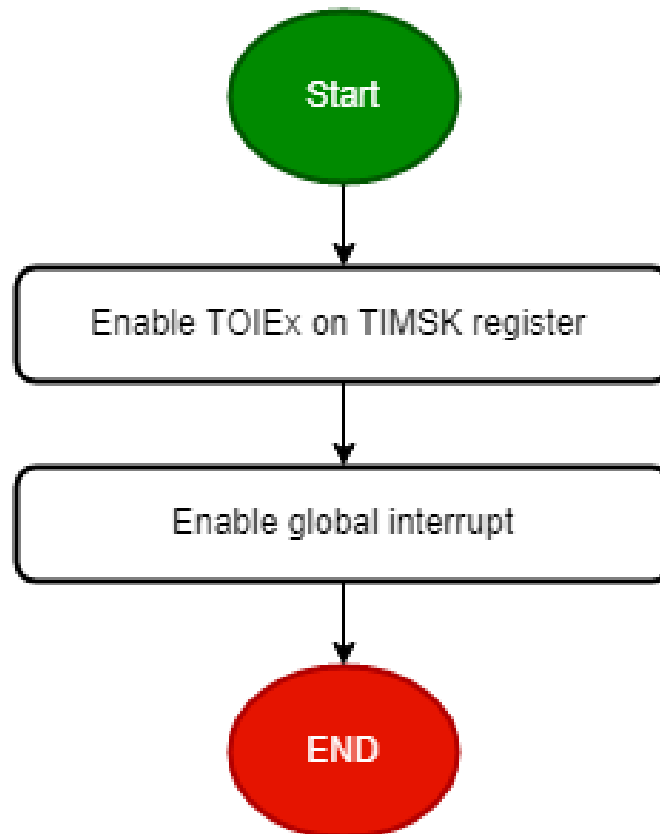 Start
Enable TOIEx on TIMSK register
Enable global interrupt
END